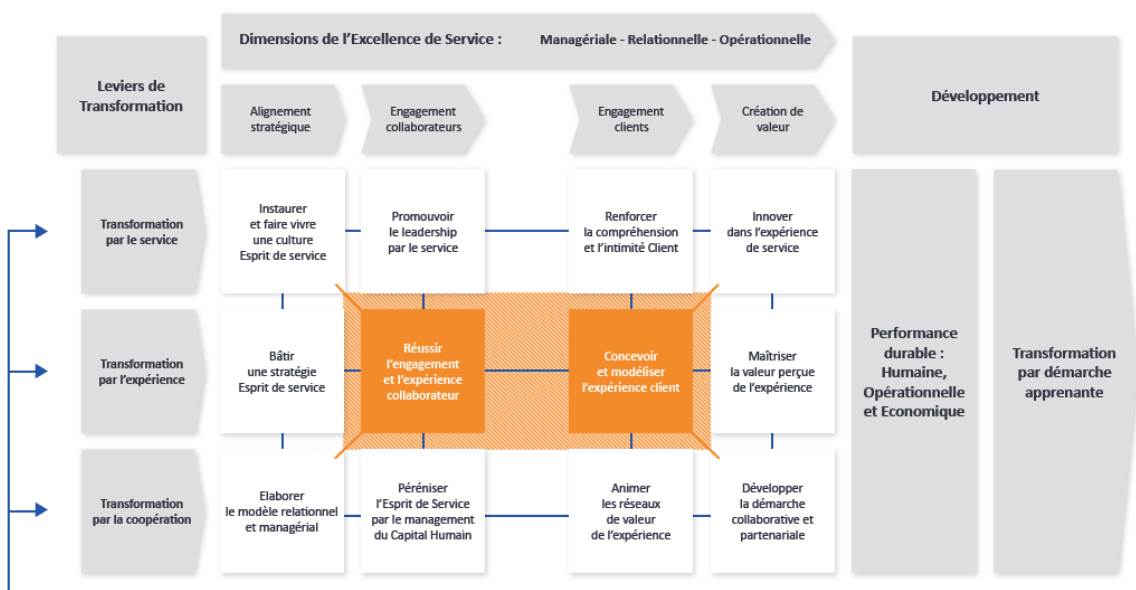 Dimensions de l'Excellence de Service : Managériale - Relationnelle - Opérationnelle
Leviers de
Transformation
Alignement
stratégique
Engagement
collaborateurs
Engagement
clients
Création de
valeur
Développement
Transformation
par le service
Instaurer
et faire vivre
une culture
Esprit de service
Promouvoir
le leadership
par le service
Renforcer
la compréhension
et l'intimité Client
Innover
dans l'expérience
de service
Transformation
par l'expérience
Bâtir
une stratégie
Esprit de service
Réussir
l'engagement
et l'expérience
collaborateur
Concevoir
et modéliser
l'expérience client
Maîtriser
la valeur perçue
de l'expérience
Transformation
par la coopération
Elaborer
le modèle relationnel
et managérial
Péréniser
l'Esprit de Service
par le management
du Capital Humain
Animer
les réseaux
de valeur
de l'expérience
Développer
la démarche
collaborative et
partenariale
Performance
durable :
Humaine,
Opérationnelle
et Economique
Transformation
par démarche
apprenante